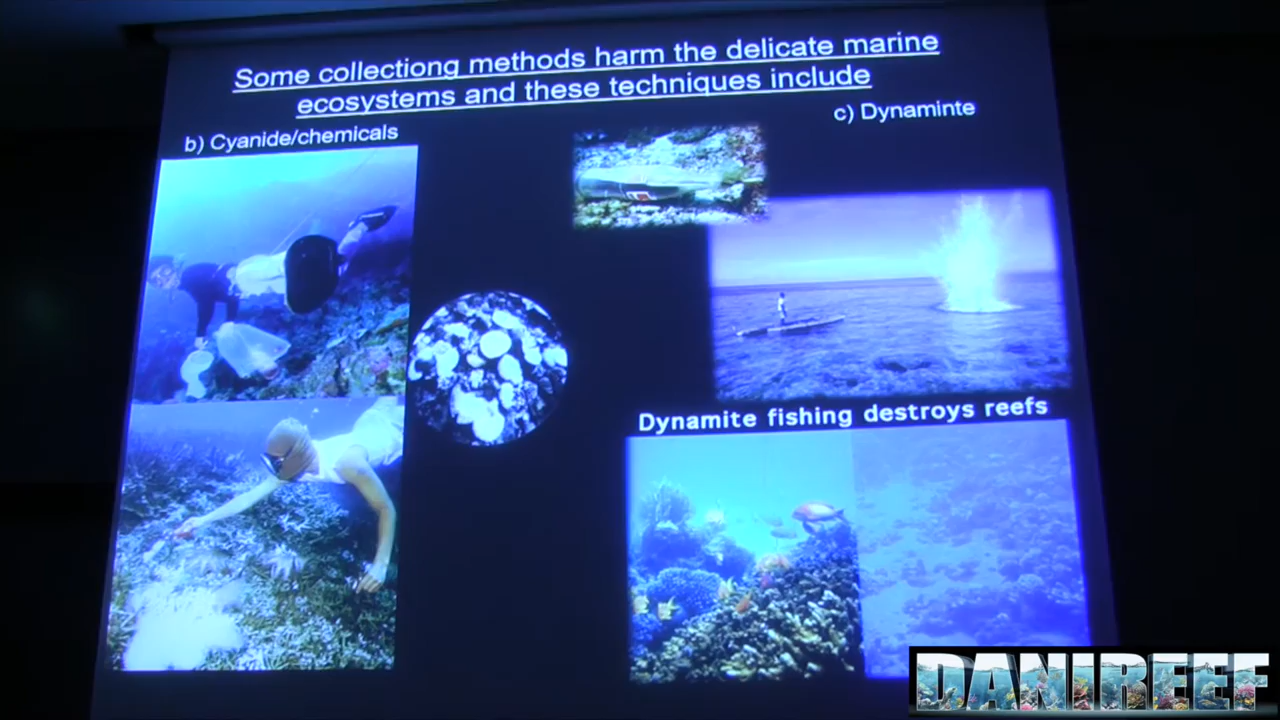 Some collectiong methods harm the delicate marine
ecosystems and these techniques include
b) Cyanide/chemicals
c) Dynaminte
Dynamite fishing destroys reefs
DANIREEF